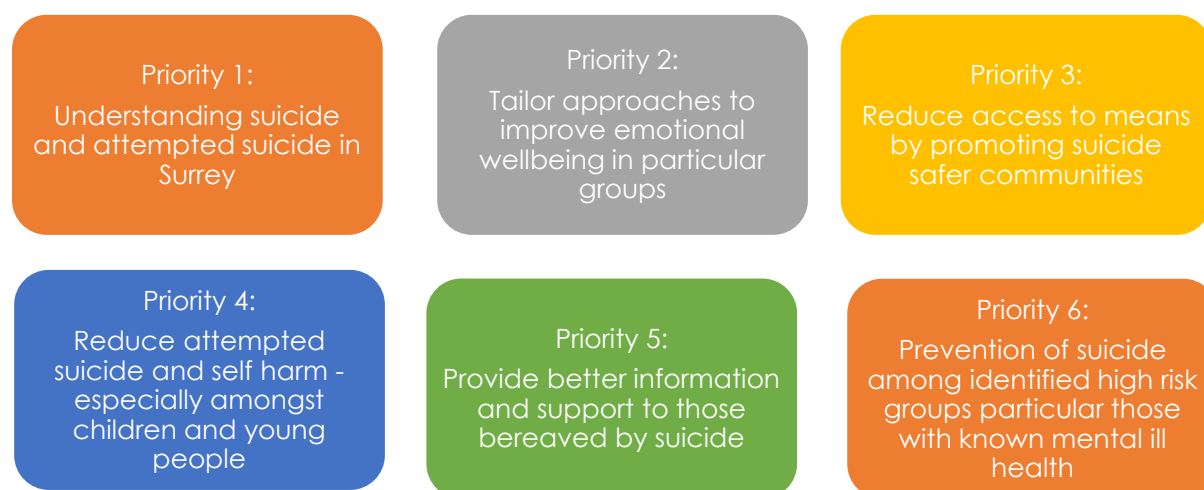 Priority 1:
Understanding suicide
and attempted suicide in
Surrey
Priority 2:
Tailor approaches to
improve emotional
wellbeing in particular
groups
Priority 3:
Reduce access to means
by promoting suicide
safer communities
Priority 4:
Reduce attempted
suicide and self harm -
especially amongst
children and young
people
Priority 5:
Provide better information
and support to those
bereaved by suicide
Priority 6:
Prevention of suicide
among identified high risk
groups particular those
with known mental ill
health